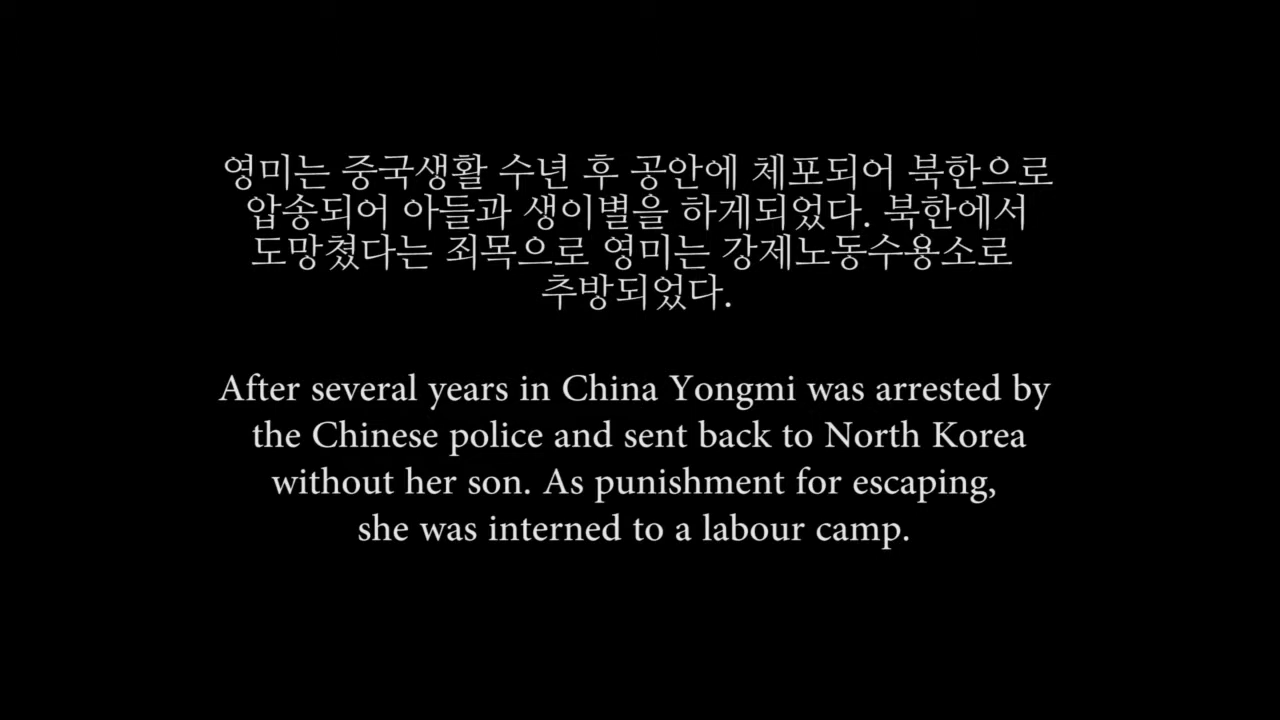 영미는 중국생활 수년 후 공안에 체포되어 북한으로
압송되어 아들과 생이별을 하게되었다. 북한에서
도망쳤다는 죄목으로 영미는 강제노동수용소로
추방되었다.
After several years in China Yongmi was arrested by
the Chinese police and sent back to North Korea
without her son. As punishment for escaping,
she was interned to a labour camp.